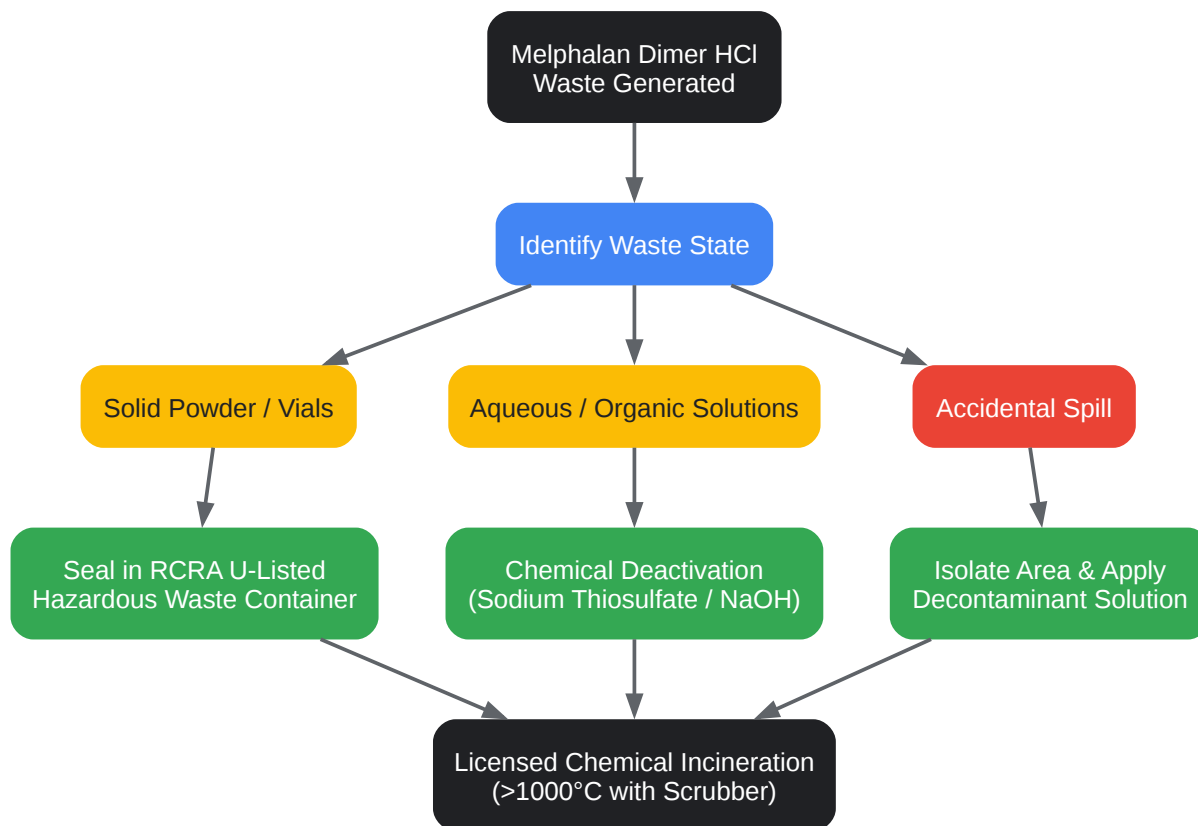 Melphalan Dimer HCl
Waste Generated
Identify Waste State
Solid Powder / Vials
Aqueous / Organic Solutions
Accidental Spill
Seal in RCRA U-Listed
Hazardous Waste Container
Chemical Deactivation
(Sodium Thiosulfate / NaOH)
Isolate Area & Apply
Decontaminant Solution
Licensed Chemical Incineration
(>1000°C with Scrubber)